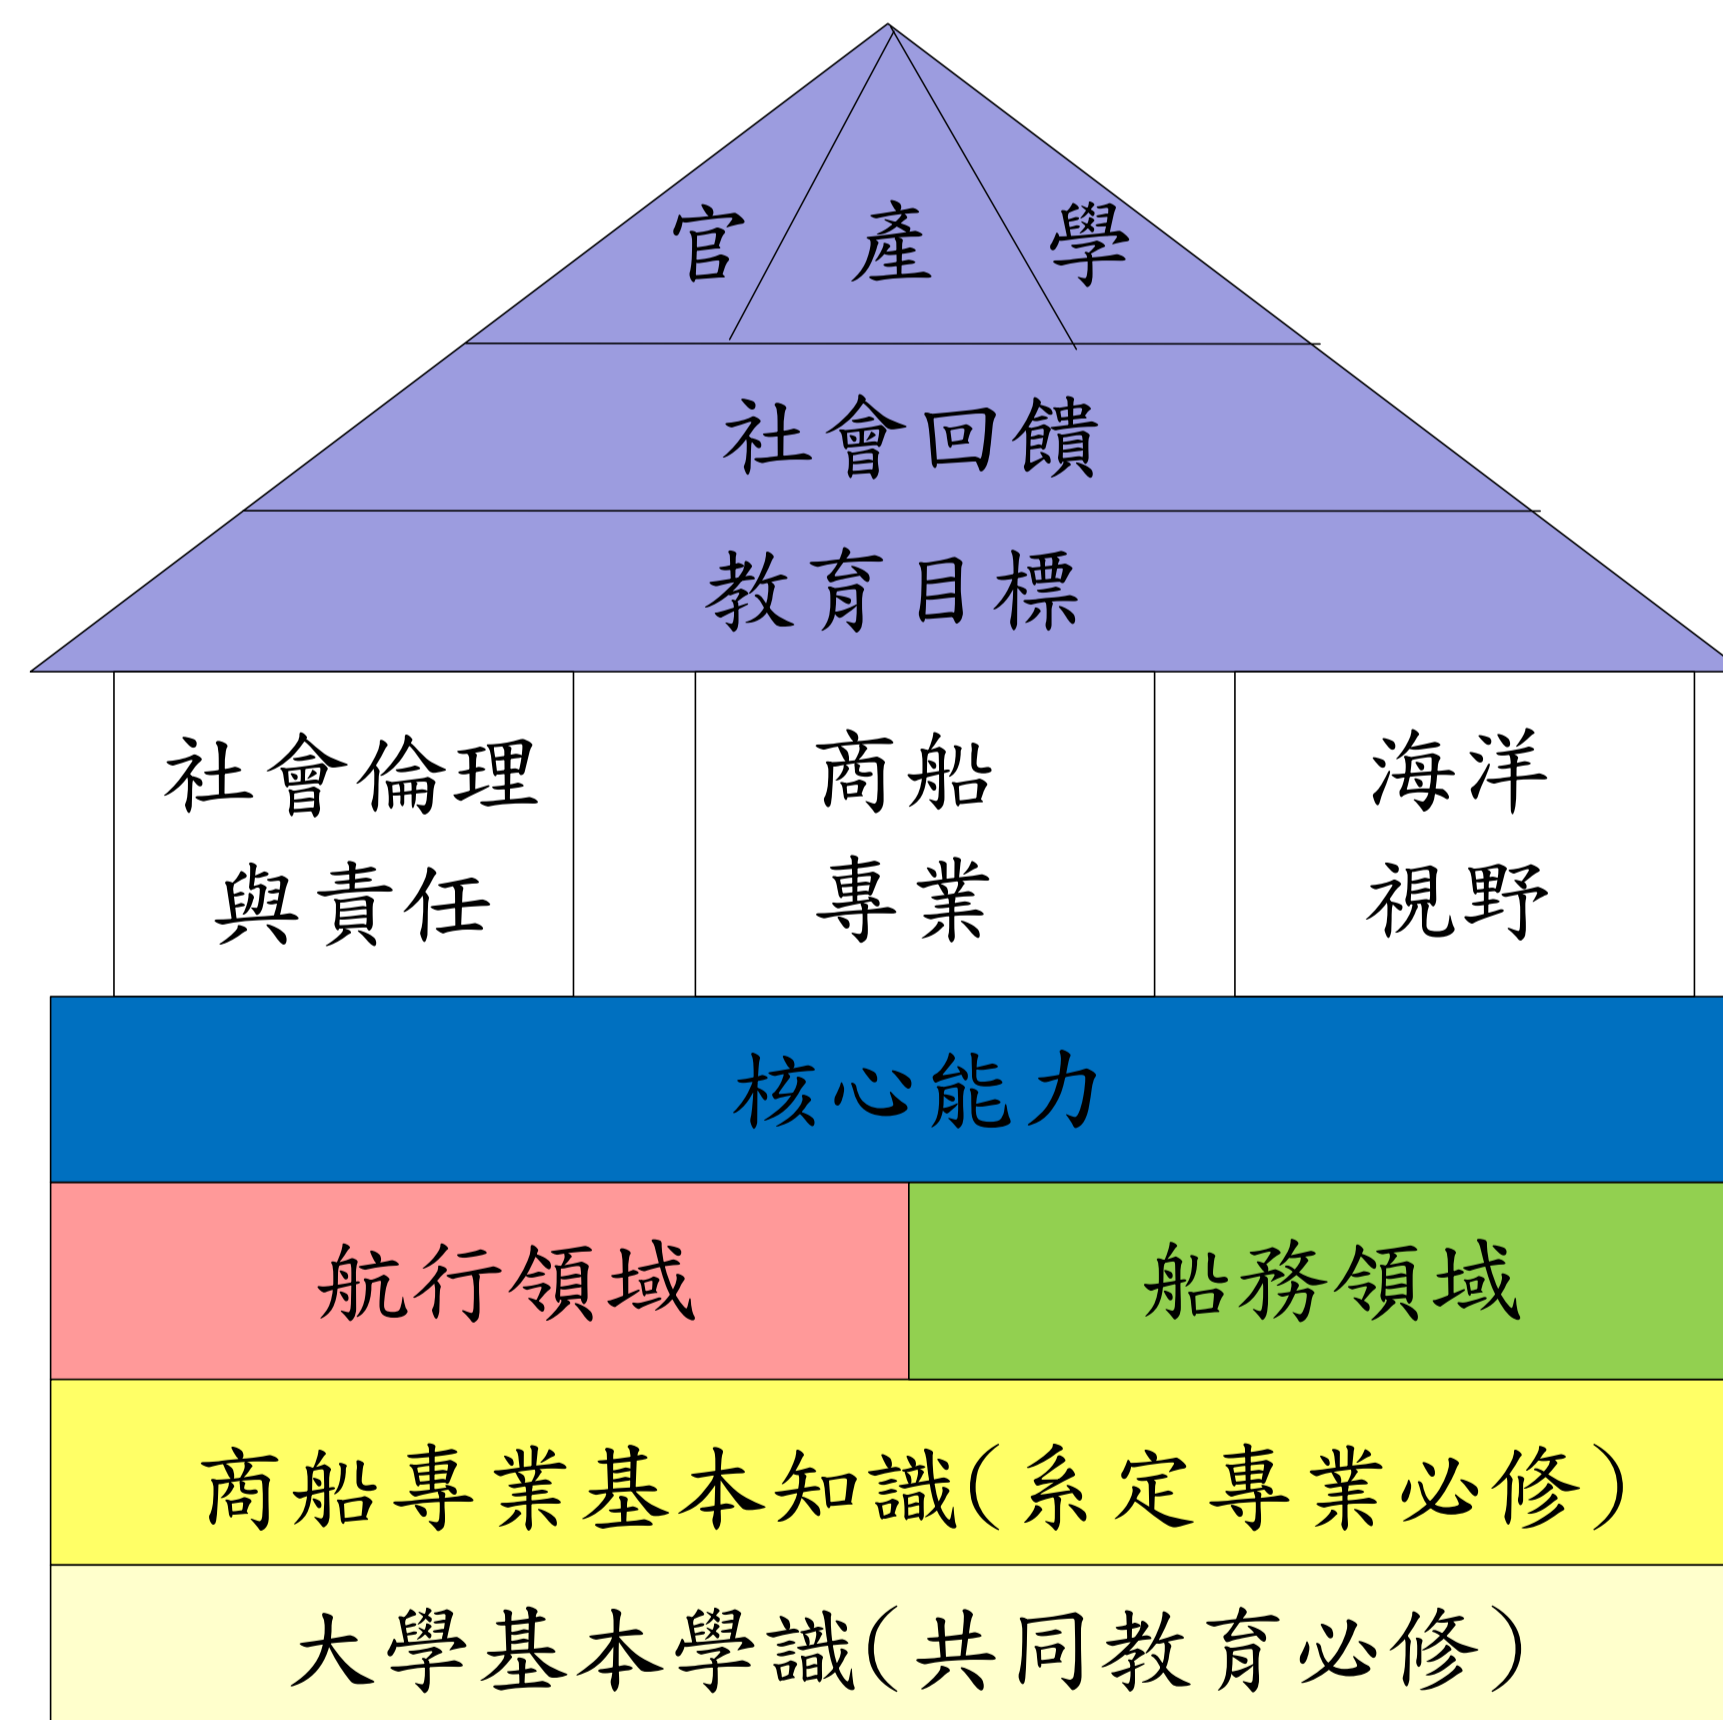 官 產 學
社會回饋
教育目標
社會倫理
與責任
商船
專業
海洋
視野
核心能力
航行領域
船務領域
商船專業基本知識(系定專業必修)
大學基本學識(共同教育必修)